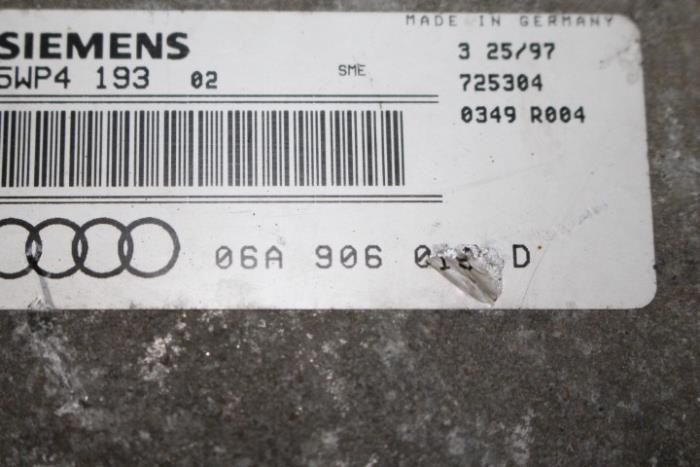 MADE IN GERMANY
SIEMENS 3 25/97
5WP4 193 02 SME 725304
0349 R004
06A 906 D